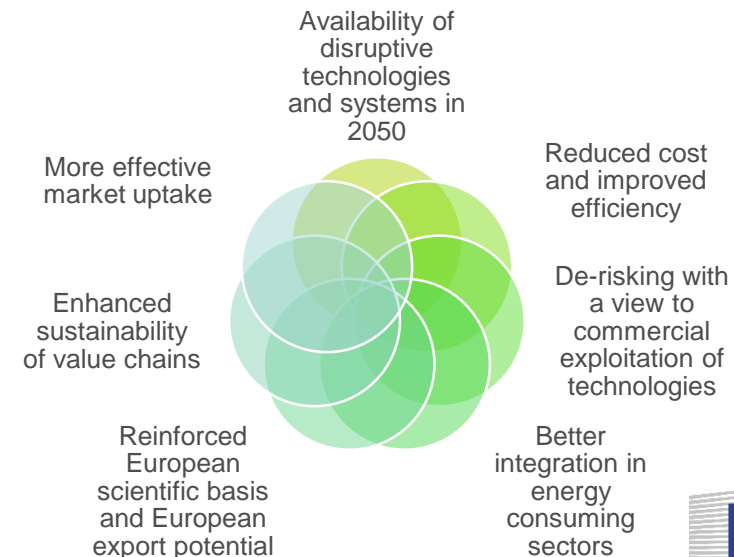 Availability of
disruptive
technologies
and systems in
2050
Reduced cost
and improved
efficiency
De-risking with
a view to
commercial
exploitation of
technologies
Better
integration in
energy
consuming
sectors
Reinforced
European
scientific basis
and European
export potential
Enhanced
sustainability
of value chains
More effective
market uptake